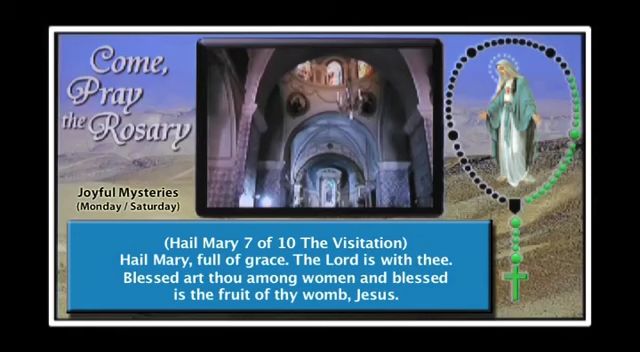 Come,
Pray
the Rosary
Joyful Mysteries
(Monday / Saturday)
(Hail Mary 7 of 10 The Visitation)
Hail Mary, full of grace. The Lord is with thee.
Blessed art thou among women and blessed
is the fruit of thy womb, Jesus.